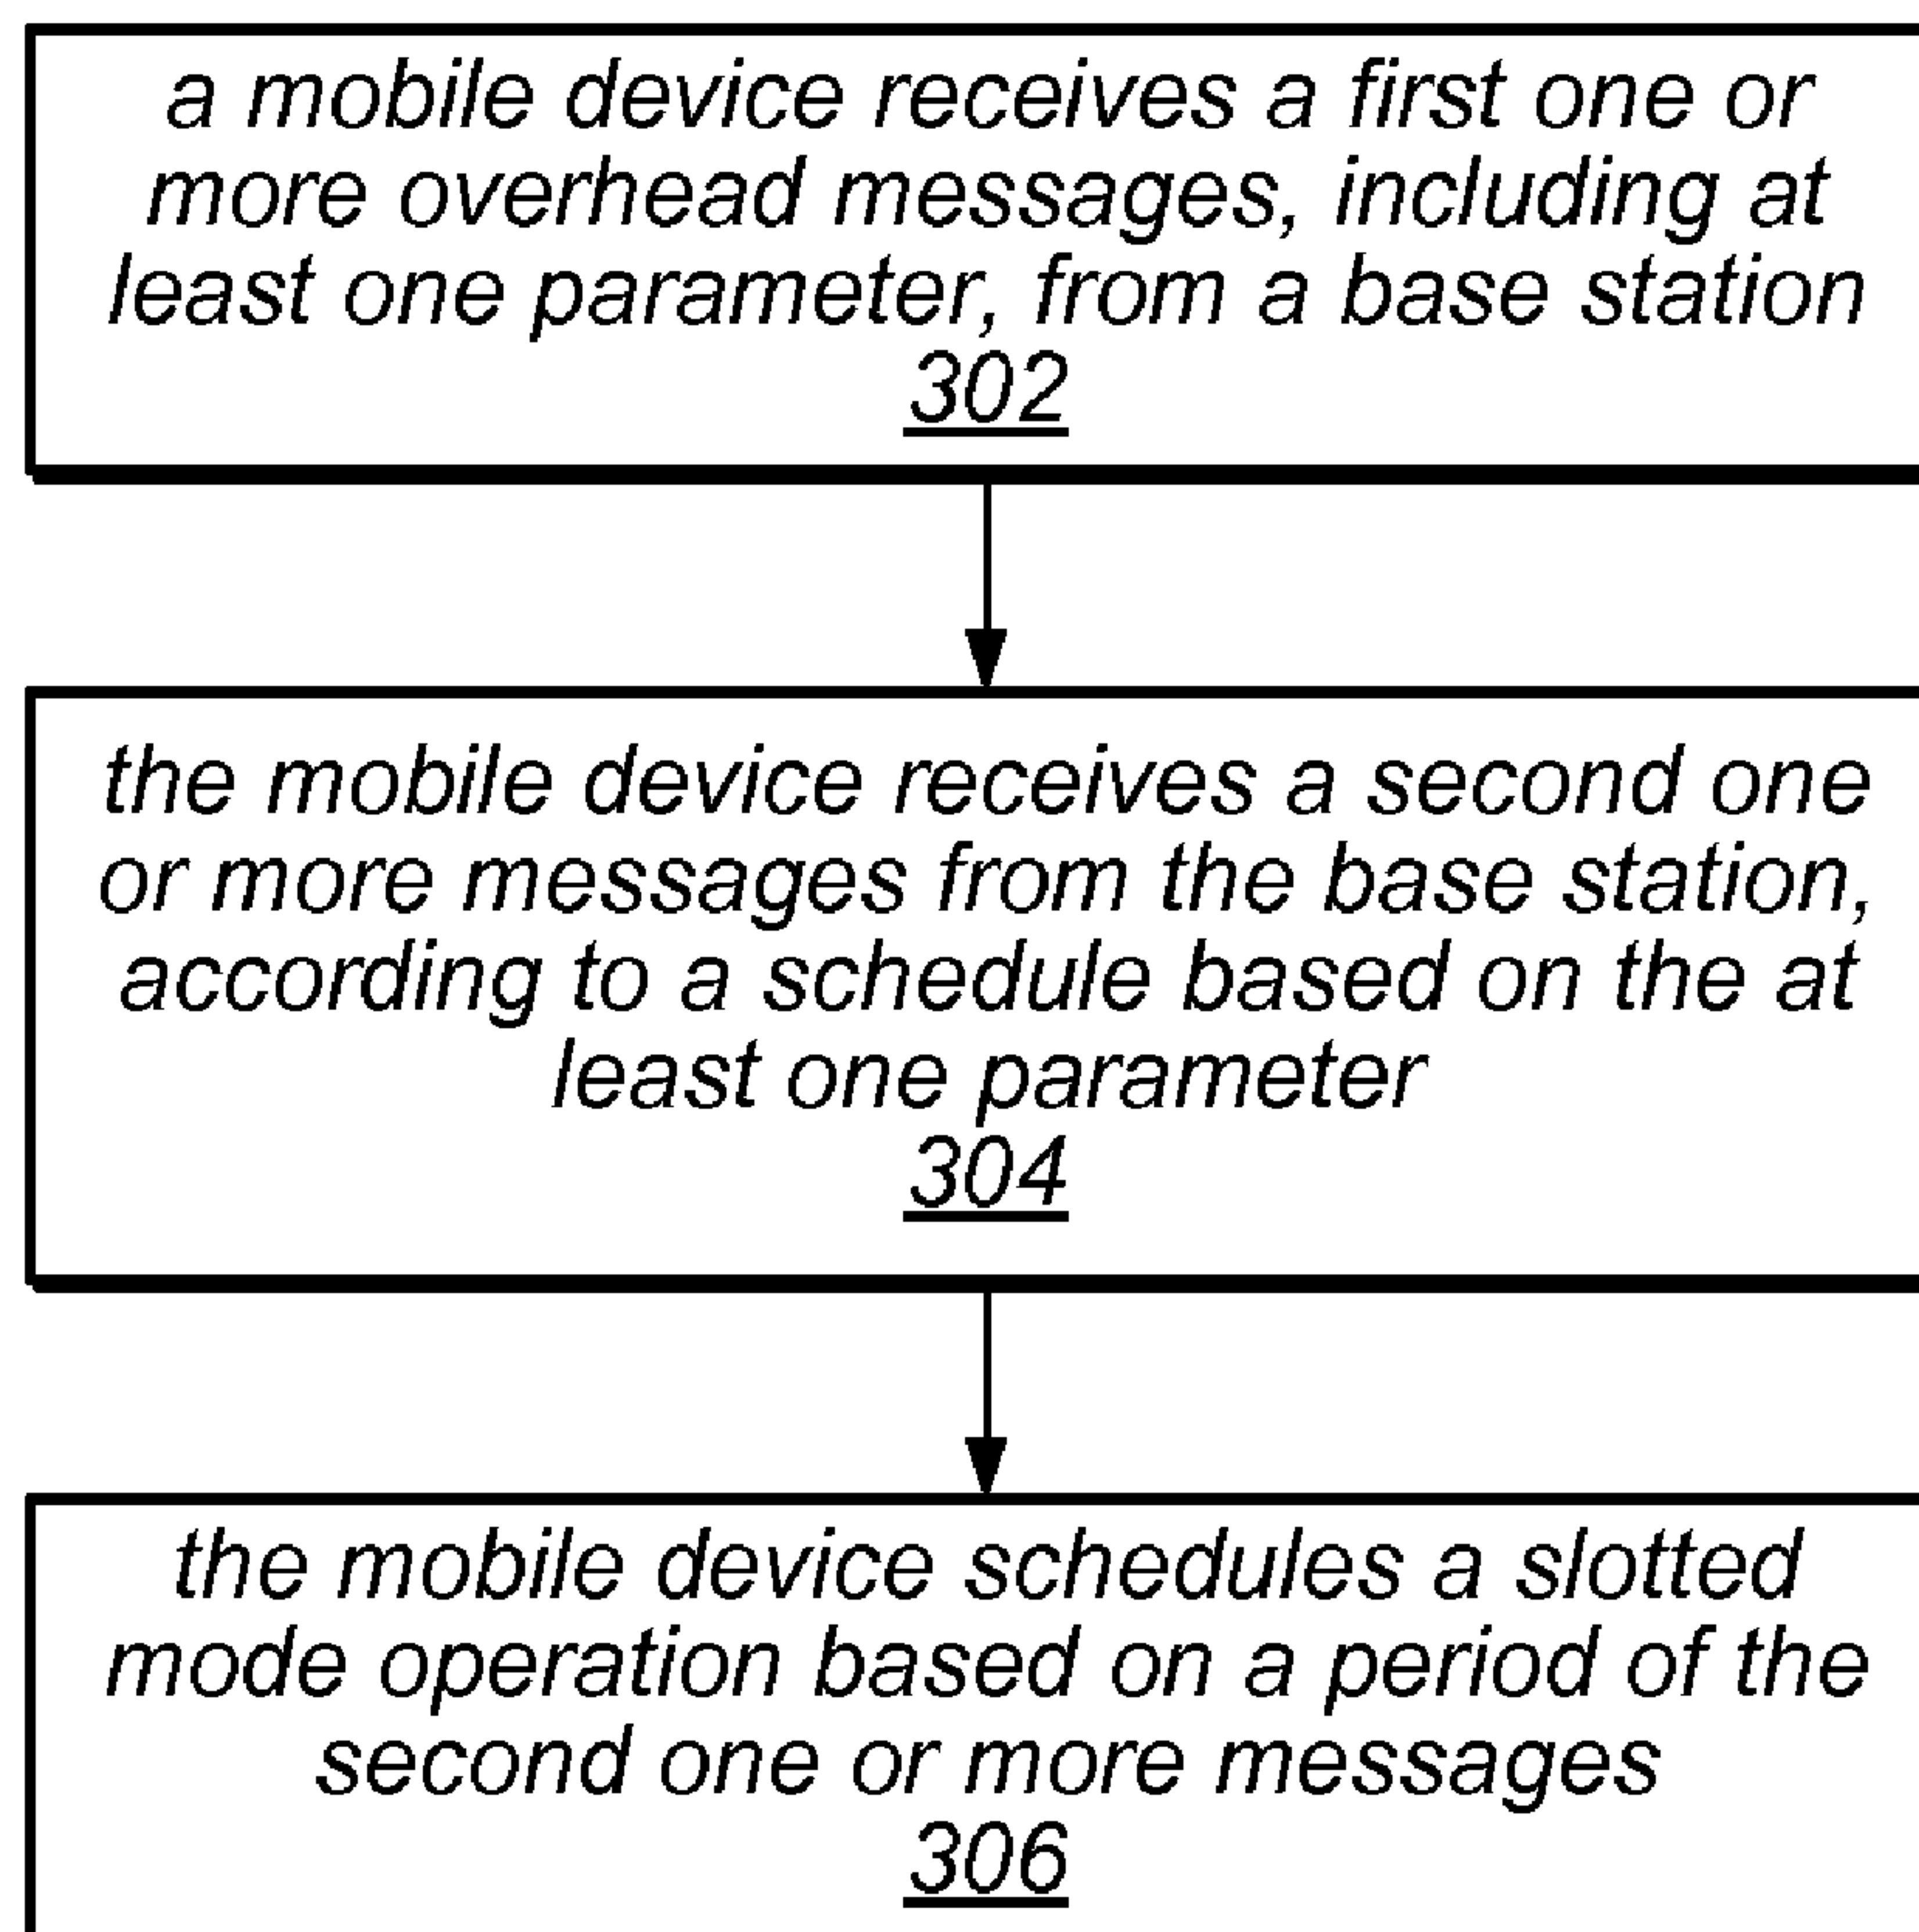 a mobile device receives a first one or
more overhead messages, including at
least one parameter, from a base station
302
the mobile device receives a second one
or more messages from the base station,
according to a schedule based on the at
least one parameter
304
the mobile device schedules a slotted
mode operation based on a period of the
second one or more messages
306